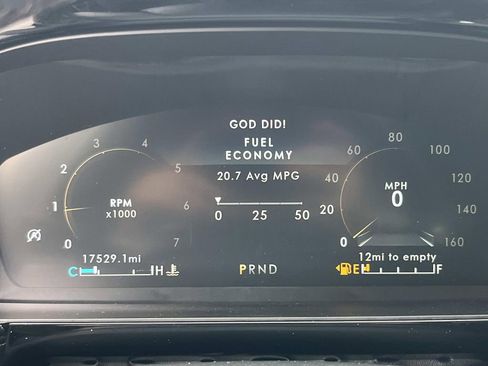 GOD DID!
FUEL
ECONOMY
20.7 Avg MPG
0 25 50
0 1 2 3 4 5 6 7
RPM
x1000
0 20 40 60 80 100 120 140 160
MPH
0
17529.1mi
C H
PRND
12mi to empty
E F